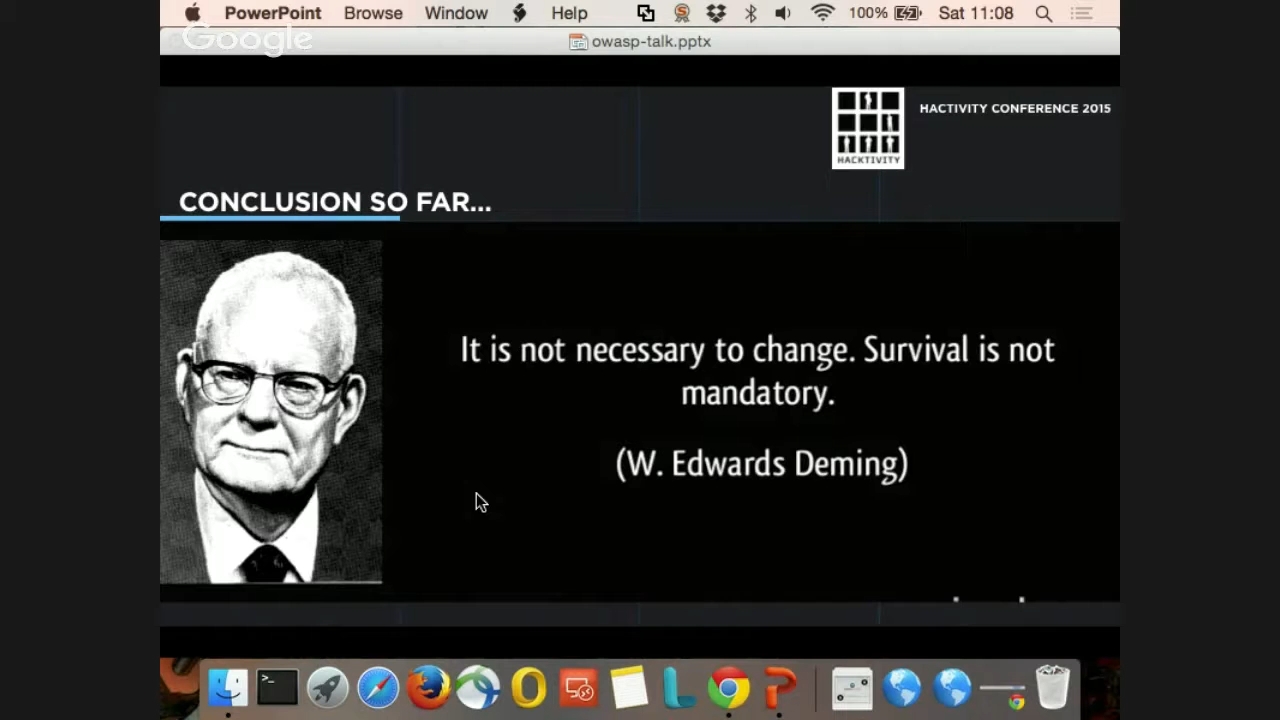 PowerPoint Browse Window Help 100% Sat 11:08
Google
owasp-talk.pptx
HACTIVITY CONFERENCE 2015
HACKTIVITY
CONCLUSION SO FAR...
It is not necessary to change. Survival is not
mandatory.
(W. Edwards Deming)